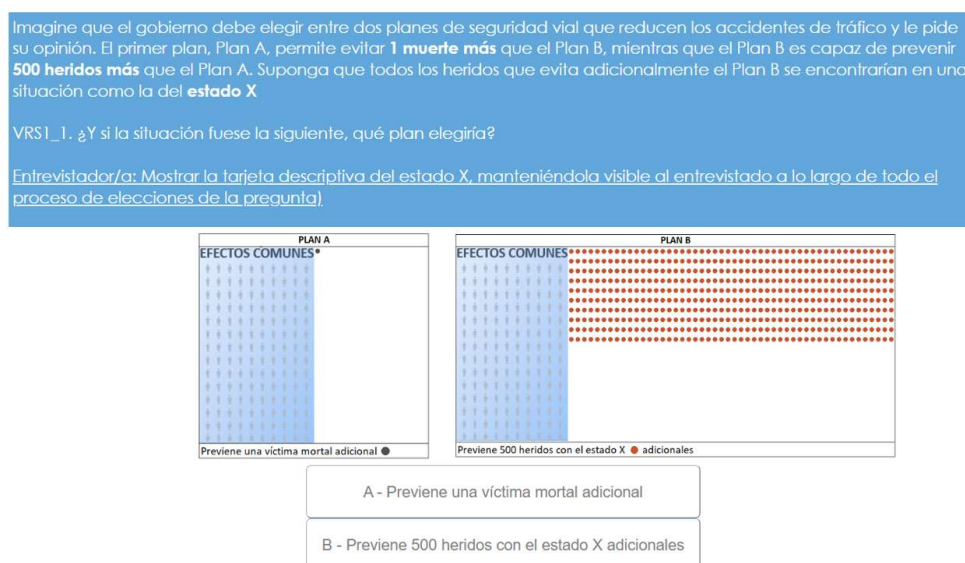 Imagine que el gobierno debe elegir entre dos planes de seguridad vial que reducen los accidentes de tráfico y le pide
su opinión. El primer plan, Plan A, permite evitar 1 muerte más que el Plan B, mientras que el Plan B es capaz de prevenir
500 heridos más que el Plan A. Suponga que todos los heridos que evita adicionalmente el Plan B se encontrarían en una
situación como la del estado X
VRS1_1. ¿Y si la situación fuese la siguiente, qué plan elegiría?
Entrevistador/a: Mostrar la tarjeta descriptiva del estado X, manteniéndola visible al entrevistado a lo largo de todo el
proceso de elecciones de la pregunta)
PLAN A
EFECTOS COMUNES
Previene una víctima mortal adicional
PLAN B
EFECTOS COMUNES
Previene 500 heridos con el estado X adicionales
A - Previene una víctima mortal adicional
B - Previene 500 heridos con el estado X adicionales